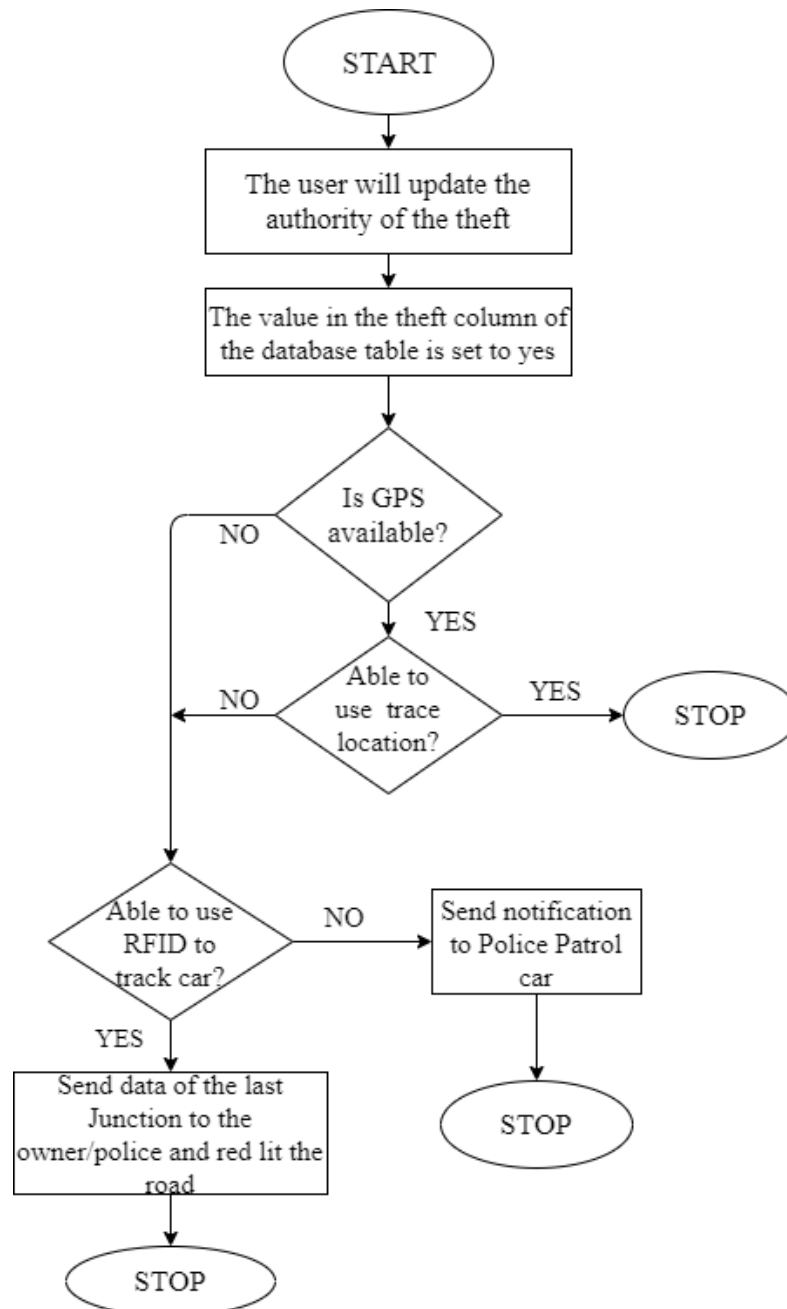 START
The user will update the
authority of the theft
The value in the theft column of
the database table is set to yes
Is GPS
available?
NO
YES
Able to
use trace
location?
NO
YES
STOP
Able to use
RFID to
track car?
NO
Send notification
to Police Patrol
car
YES
STOP
Send data of the last
Junction to the
owner/police and red lit the
road
STOP